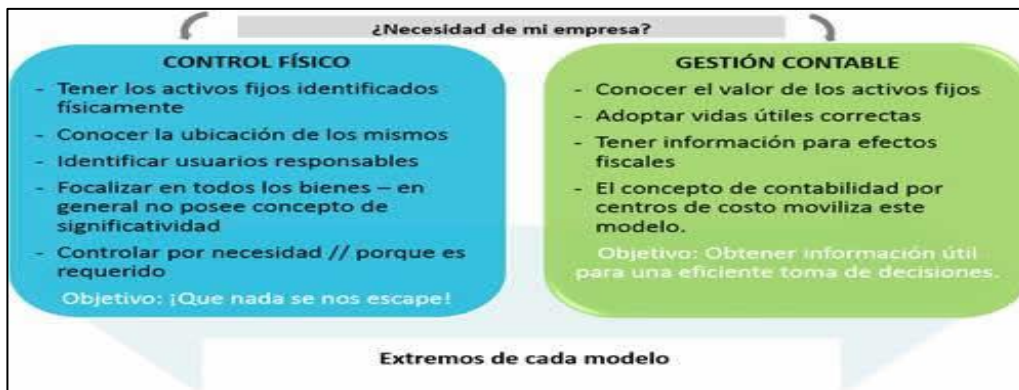 ¿Necesidad de mi empresa?
CONTROL FÍSICO
- Tener los activos fijos identificados
físicamente
- Conocer la ubicación de los mismos
- Identificar usuarios responsables
- Focalizar en todos los bienes – en
general no posee concepto de
significatividad
- Controlar por necesidad // porque es
requerido
Objetivo: ¡Que nada se nos escape!
GESTIÓN CONTABLE
- Conocer el valor de los activos fijos
- Adoptar vidas útiles correctas
- Tener información para efectos
fiscales
- El concepto de contabilidad por
centros de costo moviliza este
modelo.
Objetivo: Obtener información útil
para una eficiente toma de decisiones.
Extremos de cada modelo